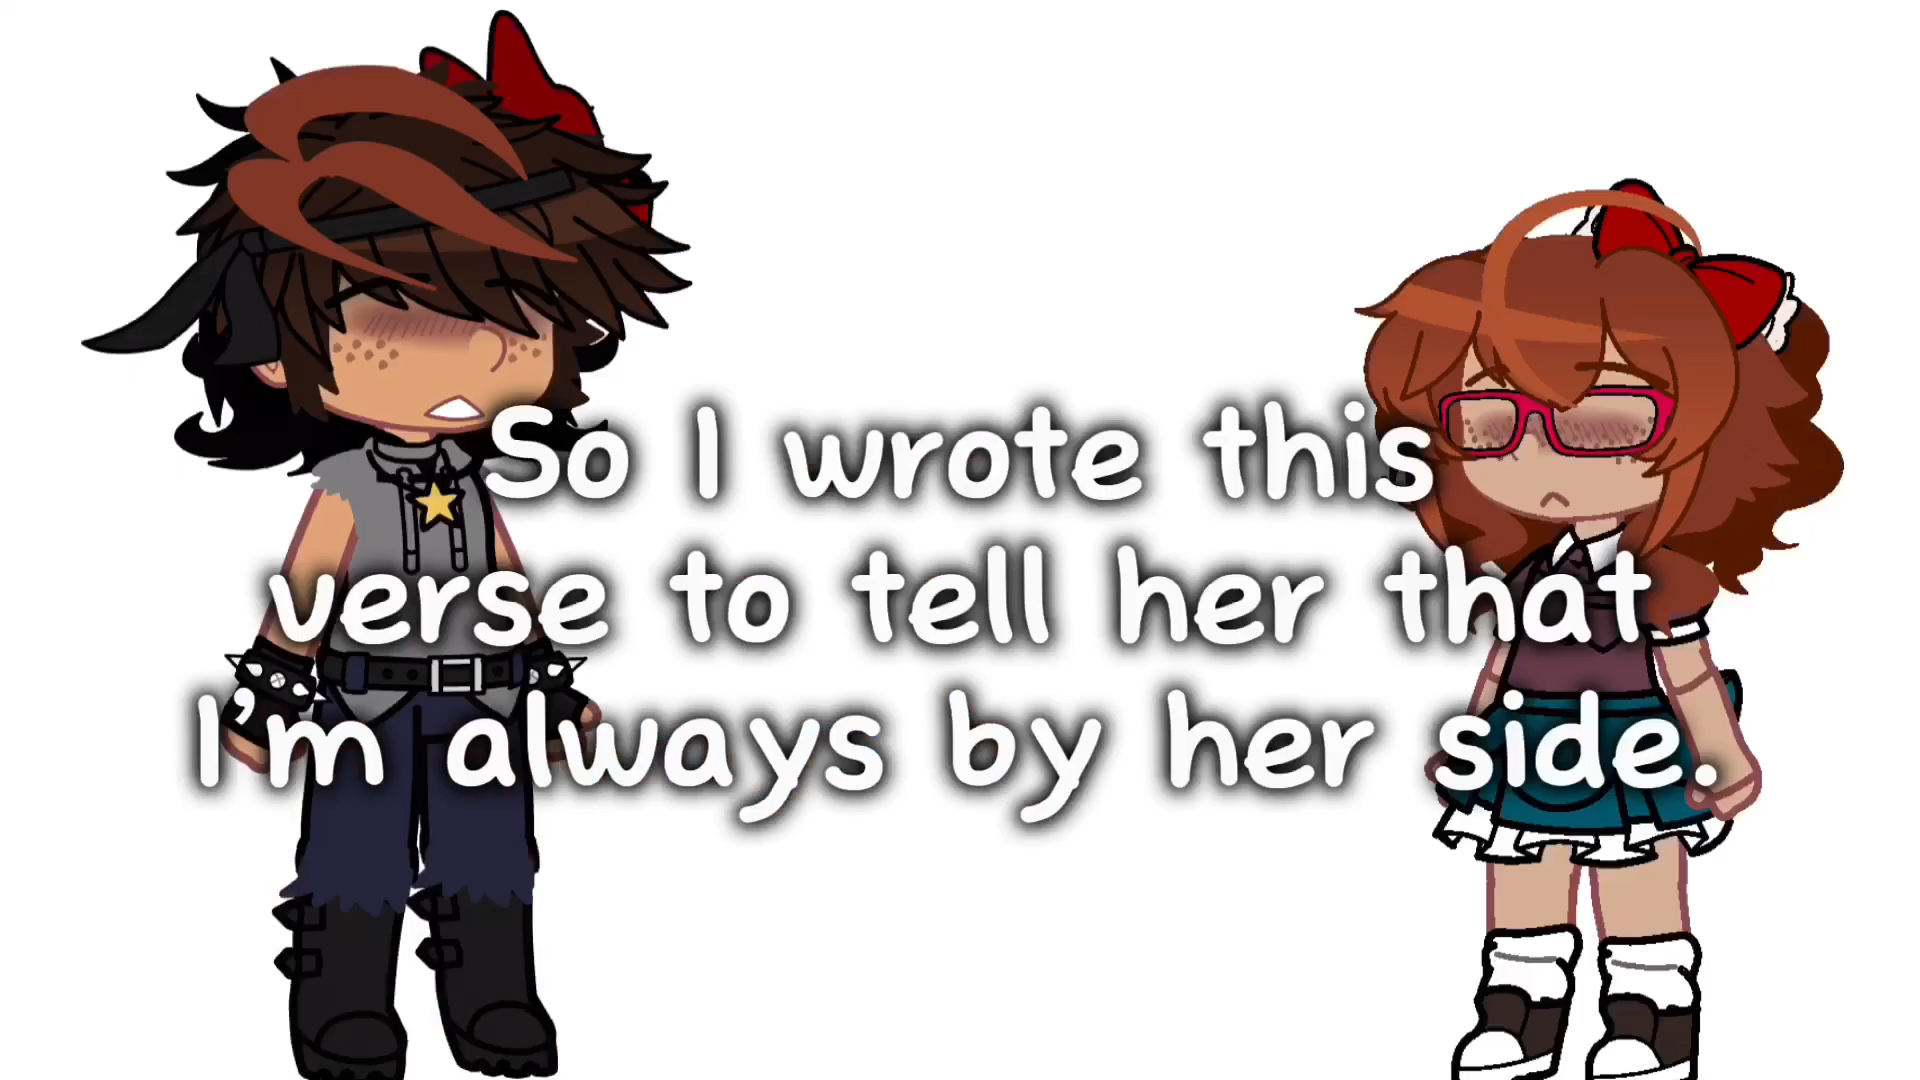 So I wrote this
verse to tell her that
I'm always by her side.